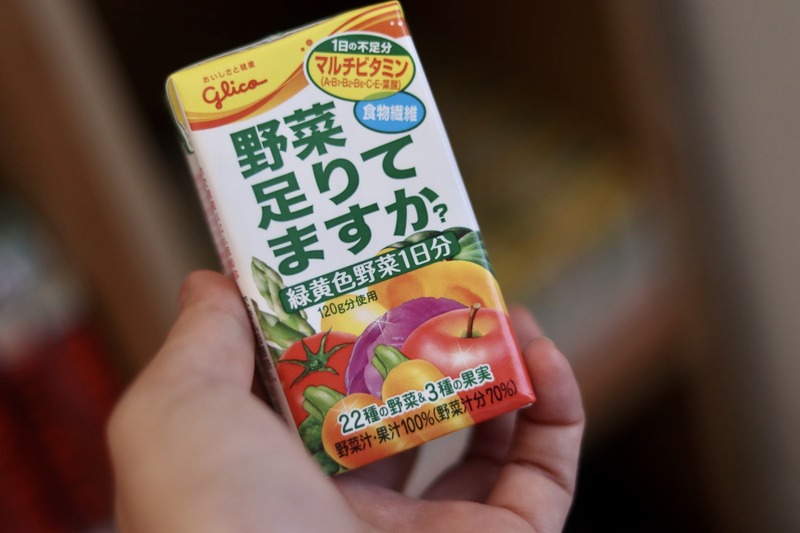 おいしさと健康
glico
1日の不足分
マルチビタミン
(A・B1・B2・B6・C・E・葉酸)
食物繊維
野菜
足りて
ますか?
緑黄色野菜1日分
120g分使用
22種の野菜&3種の果実
野菜汁・果汁100%(野菜汁分70%)